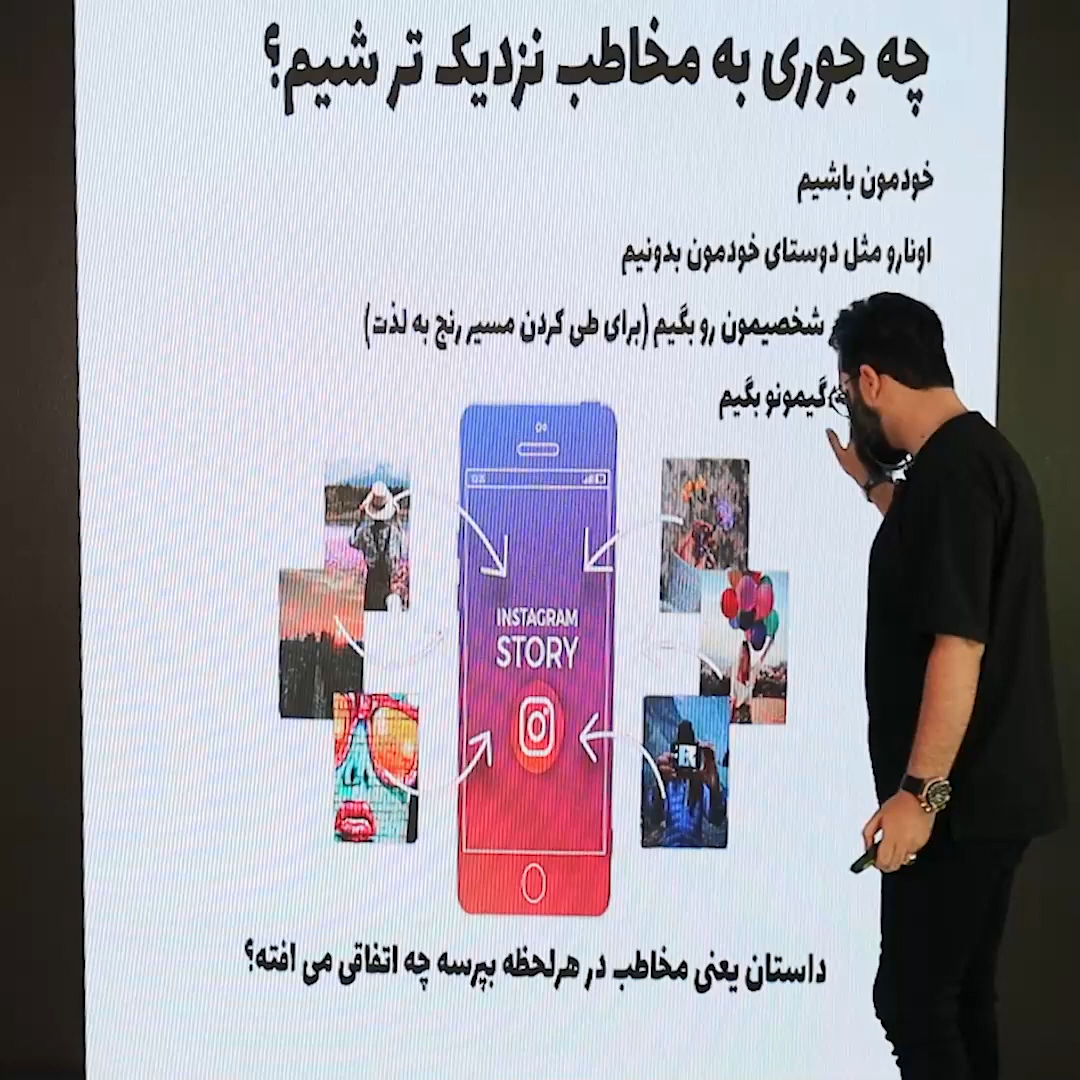 چه جوری به مخاطب نزدیک تر شیم؟
خودمون باشیم
اونارو مثل دوستای خودمون بدونیم
شخصیمون رو بگیم (برای طی کردن مسیر رنج به لذت)
بگیم
INSTAGRAM
STORY
داستان یعنی مخاطب در هرلحظه بپرسه چه اتفاقی می افته؟